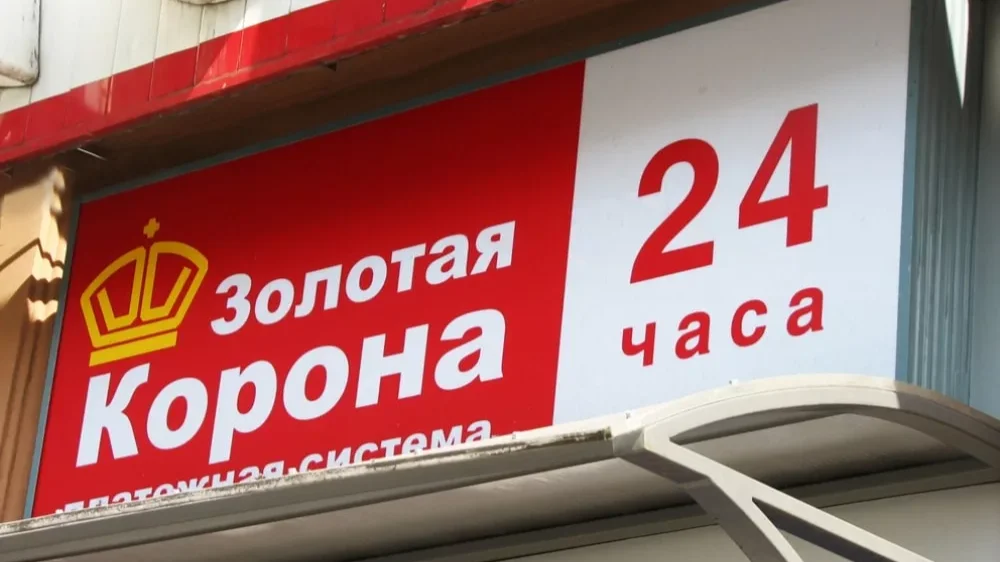 Золотая
Корона
платежная система
24
часа